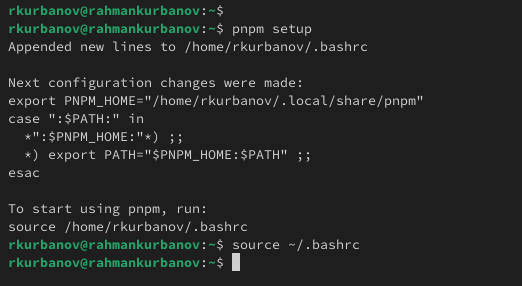 rkurbanov@rahmankurbanov:~$
rkurbanov@rahmankurbanov:~$ pnpm setup
Appended new lines to /home/rkurbanov/.bashrc

Next configuration changes were made:
export PNPM_HOME="/home/rkurbanov/.local/share/pnpm"
case ":$PATH:" in
  *":$PNPM_HOME:"*) ;;
  *) export PATH="$PNPM_HOME:$PATH" ;;
esac

To start using pnpm, run:
source /home/rkurbanov/.bashrc
rkurbanov@rahmankurbanov:~$ source ~/.bashrc
rkurbanov@rahmankurbanov:~$